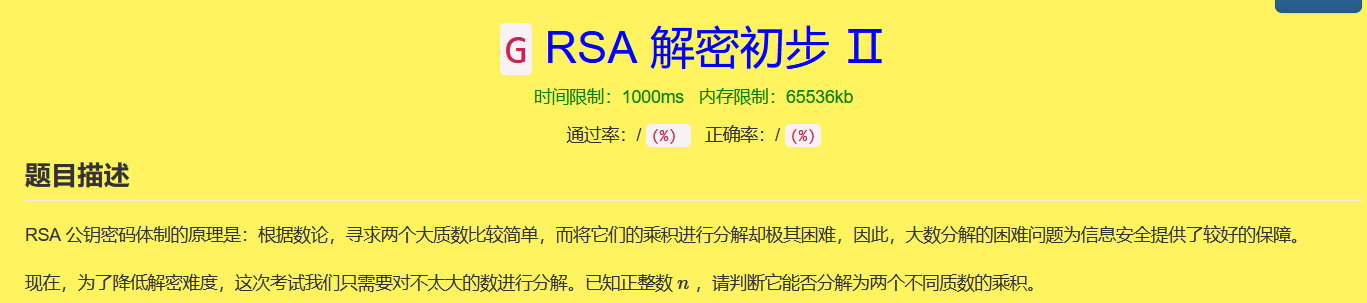 G RSA 解密初步 Ⅱ
时间限制：1000ms 内存限制：65536kb
通过率：/ (%) 正确率：/ (%)
题目描述
RSA 公钥密码体制的原理是：根据数论，寻求两个大质数比较简单，而将它们的乘积进行分解却极其困难，因此，大数分解的困难问题为信息安全提供了较好的保障。
现在，为了降低解密难度，这次考试我们只需要对不太大的数进行分解。已知正整数 n ，请判断它能否分解为两个不同质数的乘积。